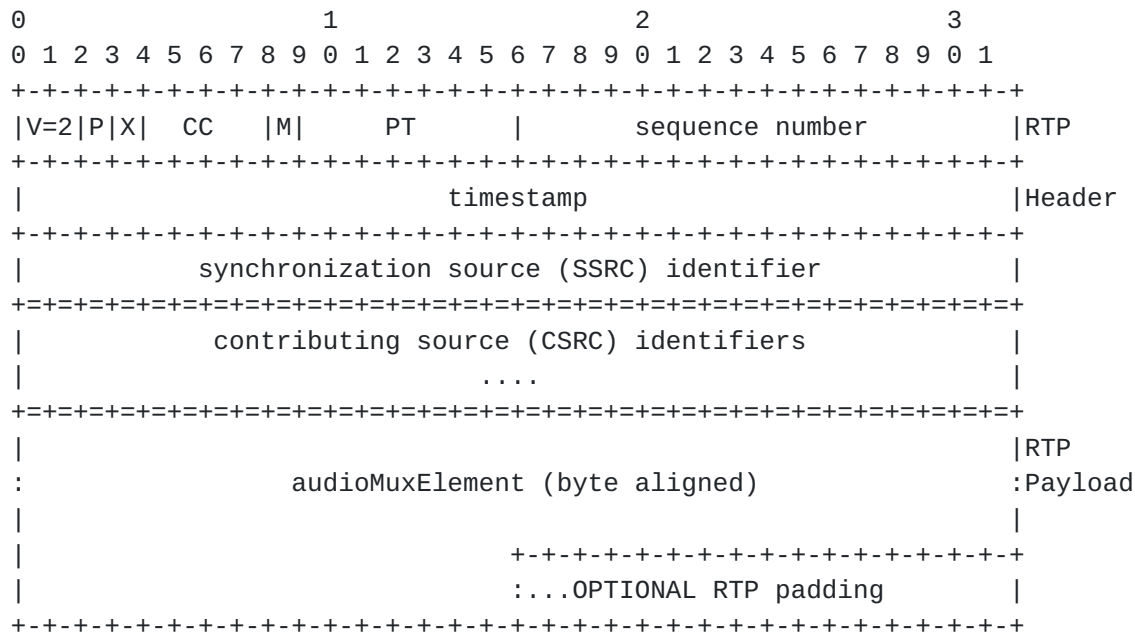 0                   1                   2                   3
0 1 2 3 4 5 6 7 8 9 0 1 2 3 4 5 6 7 8 9 0 1 2 3 4 5 6 7 8 9 0 1
+-+-+-+-+-+-+-+-+-+-+-+-+-+-+-+-+-+-+-+-+-+-+-+-+-+-+-+-+-+-+-+-+
|V=2|P|X|  CC   |M|     PT      |       sequence number         |RTP
+-+-+-+-+-+-+-+-+-+-+-+-+-+-+-+-+-+-+-+-+-+-+-+-+-+-+-+-+-+-+-+-+
|                           timestamp                           |Header
+-+-+-+-+-+-+-+-+-+-+-+-+-+-+-+-+-+-+-+-+-+-+-+-+-+-+-+-+-+-+-+-+
|           synchronization source (SSRC) identifier            |
+=+=+=+=+=+=+=+=+=+=+=+=+=+=+=+=+=+=+=+=+=+=+=+=+=+=+=+=+=+=+=+=+
|            contributing source (CSRC) identifiers             |
|                             ....                              |
+=+=+=+=+=+=+=+=+=+=+=+=+=+=+=+=+=+=+=+=+=+=+=+=+=+=+=+=+=+=+=+=+
|                                                               |RTP
:                 audioMuxElement (byte aligned)                :Payload
|                                                               |
|                               +-+-+-+-+-+-+-+-+-+-+-+-+-+-+-+-+
|                               :...OPTIONAL RTP padding        |
+-+-+-+-+-+-+-+-+-+-+-+-+-+-+-+-+-+-+-+-+-+-+-+-+-+-+-+-+-+-+-+-+